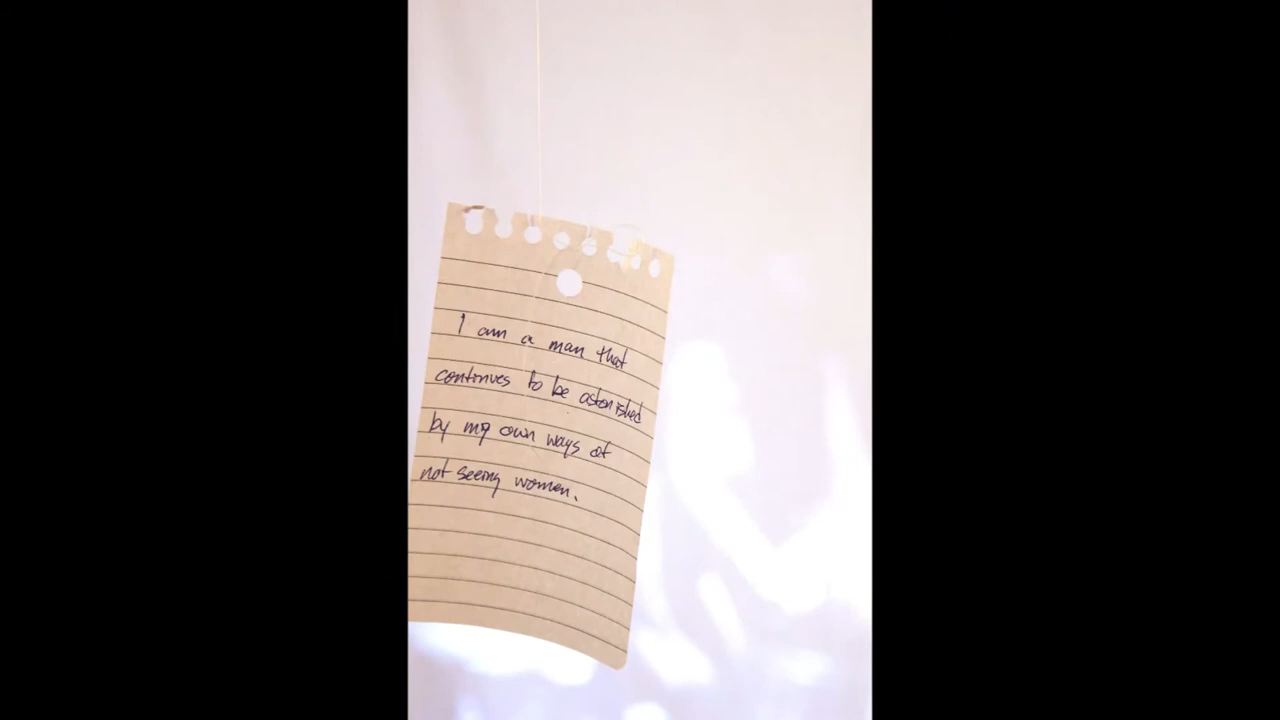 I am a man that
continues to be astonished
by my own ways of
not seeing women.